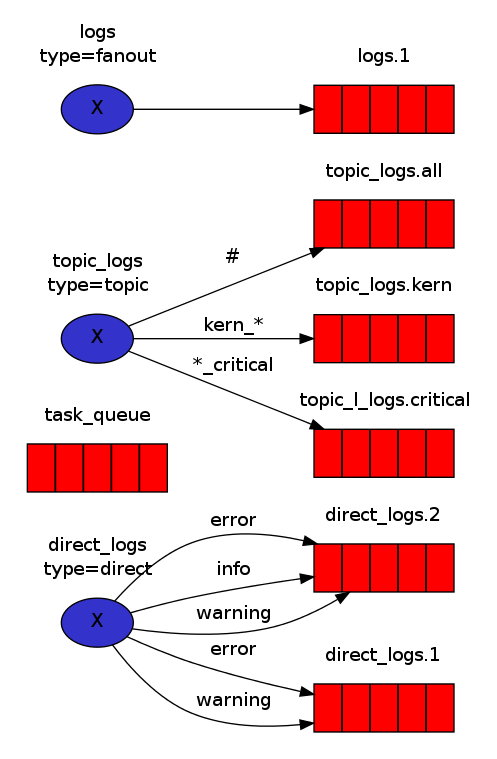 logs
type=fanout
X
logs.1
topic_logs.all
topic_logs
type=topic
X
#
kern_*
*_critical
topic_logs.kern
topic_l_logs.critical
task_queue
direct_logs
type=direct
X
error
info
warning
error
warning
direct_logs.2
direct_logs.1